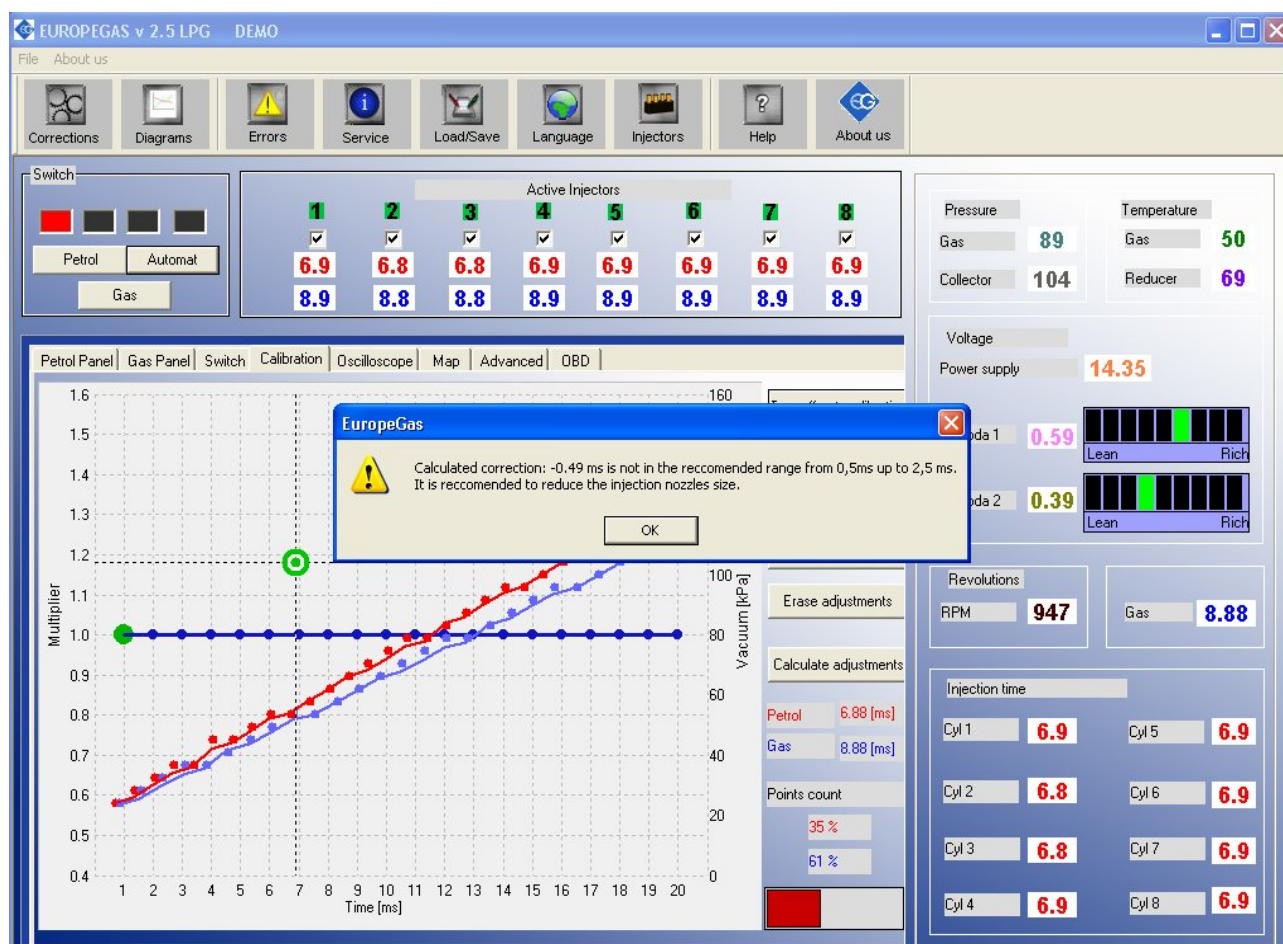 EUROPEGAS v 2.5 LPG DEMO
File About us
Corrections Diagrams Errors Service Load/Save Language Injectors Help About us
Switch
Petrol Automat
Gas
Active Injectors
1 2 3 4 5 6 7 8
6.9 6.8 6.8 6.9 6.9 6.9 6.9 6.9
8.9 8.8 8.8 8.9 8.9 8.9 8.9 8.9
Pressure
Gas 89
Collector 104
Temperature
Gas 50
Reducer 69
Voltage
Power supply 14.35
0.59
Lean Rich
0.39
Lean Rich
Petrol Panel Gas Panel Switch Calibration Oscilloscope Map Advanced OBD
EuropeGas
Calculated correction: -0.49 ms is not in the reccomended range from 0,5ms up to 2,5 ms.
It is reccomended to reduce the injection nozzles size.
OK
Multiplier
1.6
1.5
1.4
1.3
1.2
1.1
1.0
0.9
0.8
0.7
0.6
0.5
0.4
1 2 3 4 5 6 7 8 9 10 11 12 13 14 15 16 17 18 19 20
Time [ms]
160
100
80
60
40
20
0
Vacuum [kPa]
Erase adjustments
Calculate adjustments
Petrol 6.88 [ms]
Gas 8.88 [ms]
Points count
35 %
61 %
Revolutions
RPM 947
Gas 8.88
Injection time
Cyl 1 6.9
Cyl 2 6.8
Cyl 3 6.8
Cyl 4 6.9
Cyl 5 6.9
Cyl 6 6.9
Cyl 7 6.9
Cyl 8 6.9